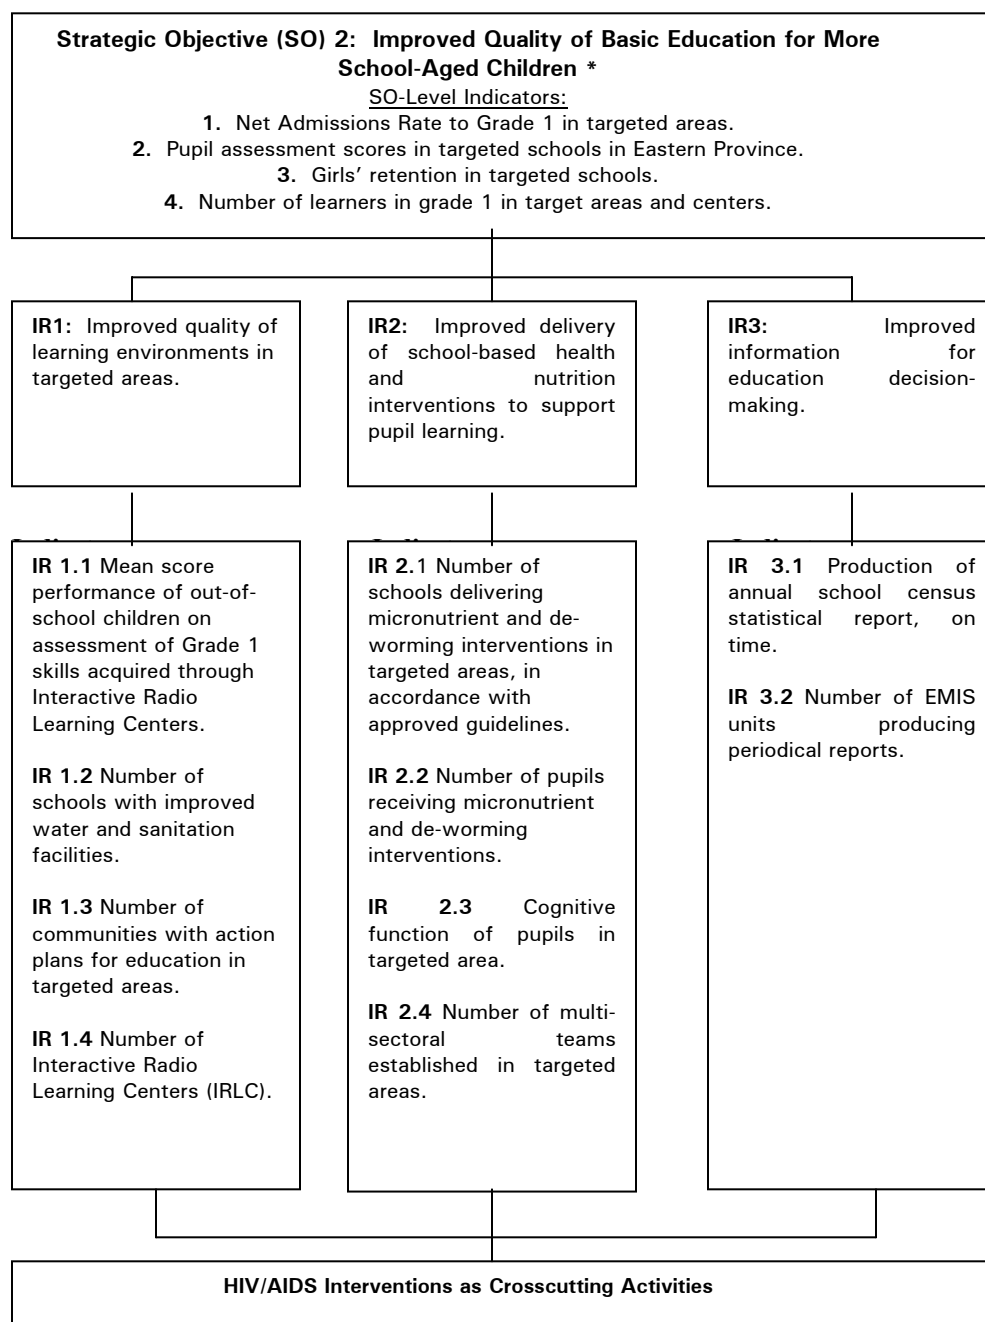 Strategic Objective (SO) 2: Improved Quality of Basic Education for More
School-Aged Children *
SO-Level Indicators:
1. Net Admissions Rate to Grade 1 in targeted areas.
2. Pupil assessment scores in targeted schools in Eastern Province.
3. Girls' retention in targeted schools.
4. Number of learners in grade 1 in target areas and centers.
IR1: Improved quality of
learning environments in
targeted areas.
IR2: Improved delivery
of school-based health
and nutrition
interventions to support
pupil learning.
IR3: Improved
information for
education decision-
making.
IR 1.1 Mean score
performance of out-of-
school children on
assessment of Grade 1
skills acquired through
Interactive Radio
Learning Centers.
IR 1.2 Number of
schools with improved
water and sanitation
facilities.
IR 1.3 Number of
communities with action
plans for education in
targeted areas.
IR 1.4 Number of
Interactive Radio
Learning Centers (IRLC).
IR 2.1 Number of
schools delivering
micronutrient and de-
worming interventions in
targeted areas, in
accordance with
approved guidelines.
IR 2.2 Number of pupils
receiving micronutrient
and de-worming
interventions.
IR 2.3 Cognitive
function of pupils in
targeted area.
IR 2.4 Number of multi-
sectoral teams
established in targeted
areas.
IR 3.1 Production of
annual school census
statistical report, on
time.
IR 3.2 Number of EMIS
units producing
periodical reports.
HIV/AIDS Interventions as Crosscutting Activities